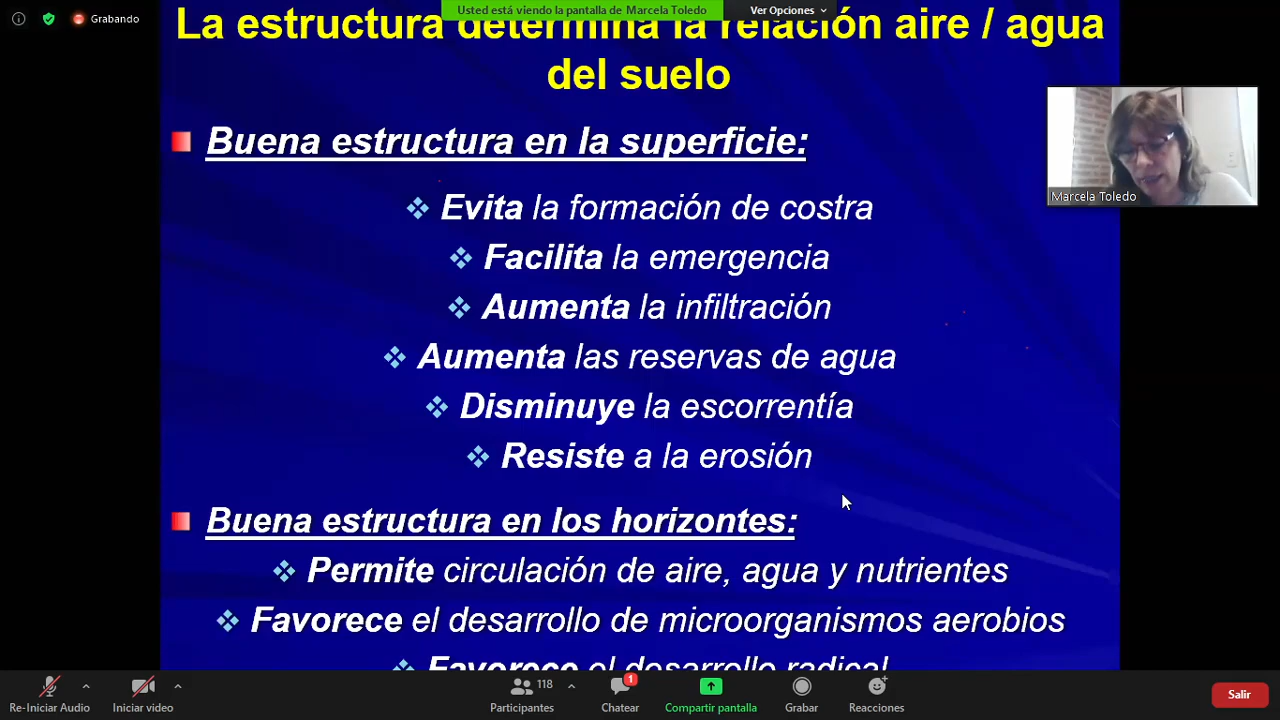 Grabando
Usted está viendo la pantalla de Marcela Toledo
Ver Opciones
La estructura determina la relación aire / agua
del suelo
Buena estructura en la superficie:
Evita la formación de costra
Facilita la emergencia
Aumenta la infiltración
Aumenta las reservas de agua
Disminuye la escorrentía
Resiste a la erosión
Buena estructura en los horizontes:
Permite circulación de aire, agua y nutrientes
Favorece el desarrollo de microorganismos aerobios
Favorece el desarrollo radical
Marcela Toledo
Re-Iniciar Audio
Iniciar video
118
Participantes
1
Chatear
Compartir pantalla
Grabar
Reacciones
Salir